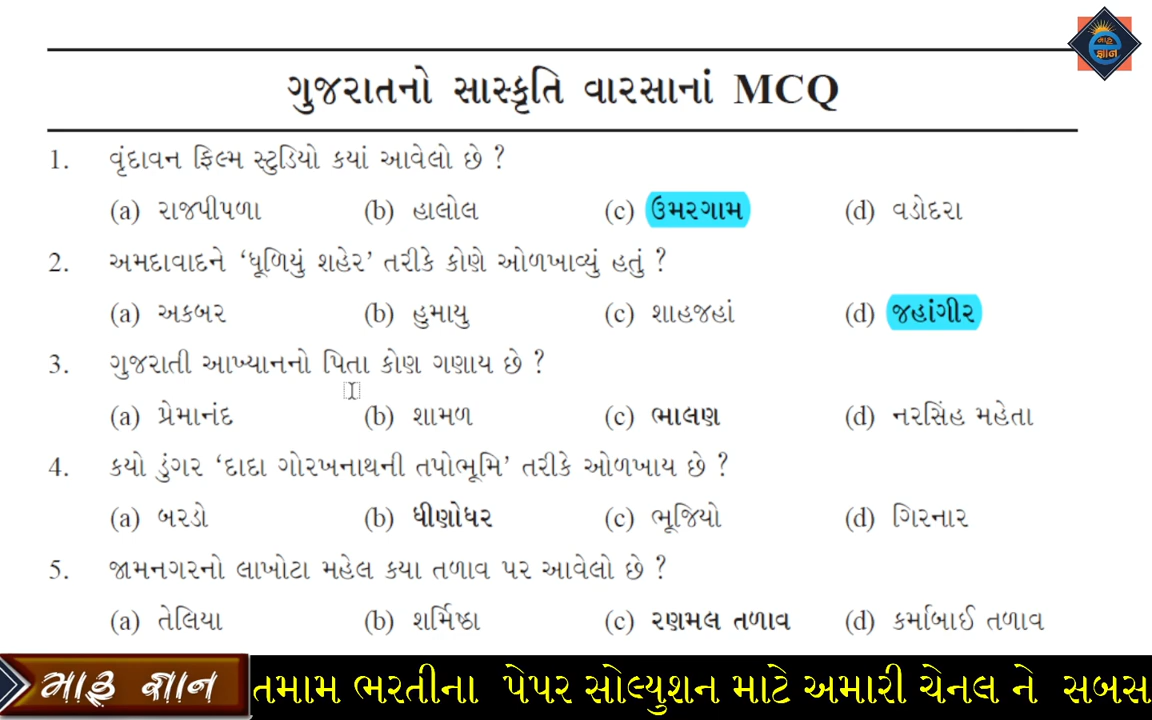 મારૂ
જ્ઞાન
ગુજરાતનો સાસ્કૃતિ વારસાનાં MCQ
1. વૃંદાવન ફિલ્મ સ્ટુડિયો કયાં આવેલો છે ?
(a) રાજપીપળા (b) હાલોલ (c) ઉમરગામ (d) વડોદરા
2. અમદાવાદને ‘ધૂળિયું શહેર’ તરીકે કોણે ઓળખાવ્યું હતું ?
(a) અકબર (b) હુમાયુ (c) શાહજહાં (d) જહાંગીર
3. ગુજરાતી આખ્યાનનો પિતા કોણ ગણાય છે ?
(a) પ્રેમાનંદ (b) શામળ (c) ભાલણ (d) નરસિંહ મહેતા
4. કયો ડુંગર ‘દાદા ગોરખનાથની તપોભૂમિ’ તરીકે ઓળખાય છે ?
(a) બરડો (b) ધીણોધર (c) ભૂજિયો (d) ગિરનાર
5. જામનગરનો લાખોટા મહેલ કયા તળાવ પર આવેલો છે ?
(a) તેલિયા (b) શર્મિષ્ઠા (c) રણમલ તળાવ (d) કર્માબાઈ તળાવ
મારૂ જ્ઞાન તમામ ભરતીના પેપર સોલ્યુશન માટે અમારી ચેનલ ને સબસ